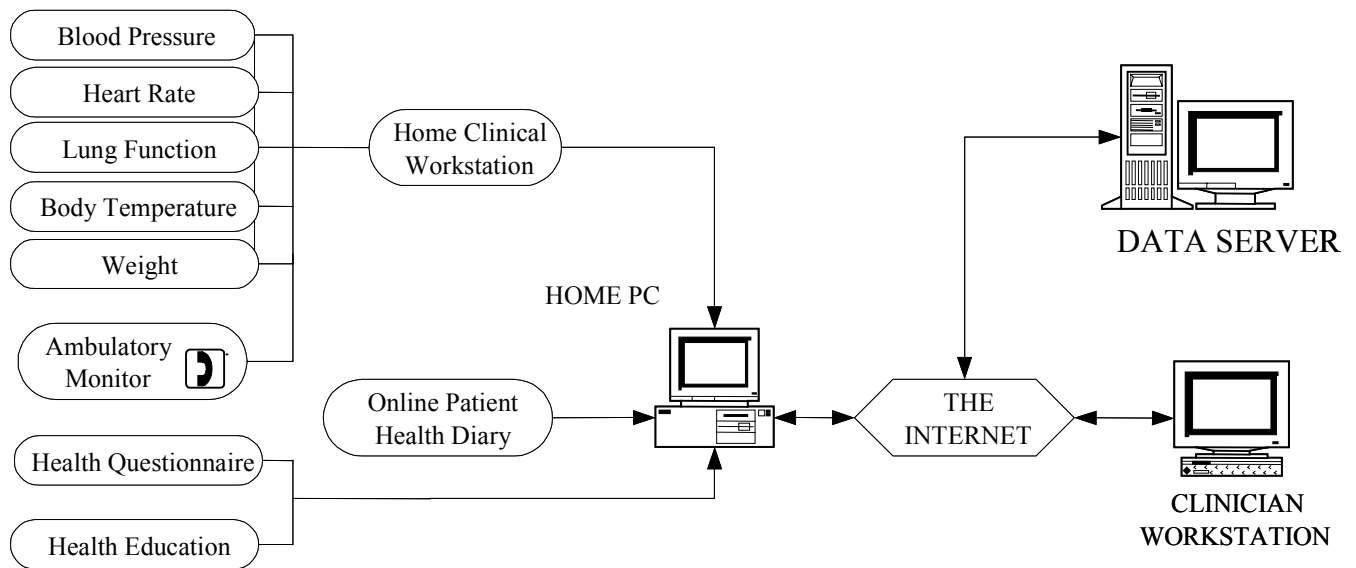 Blood Pressure
Heart Rate
Lung Function
Body Temperature
Weight
Ambulatory
Monitor
Health Questionnaire
Health Education
Home Clinical
Workstation
HOME PC
Online Patient
Health Diary
THE
INTERNET
DATA SERVER
CLINICIAN
WORKSTATION